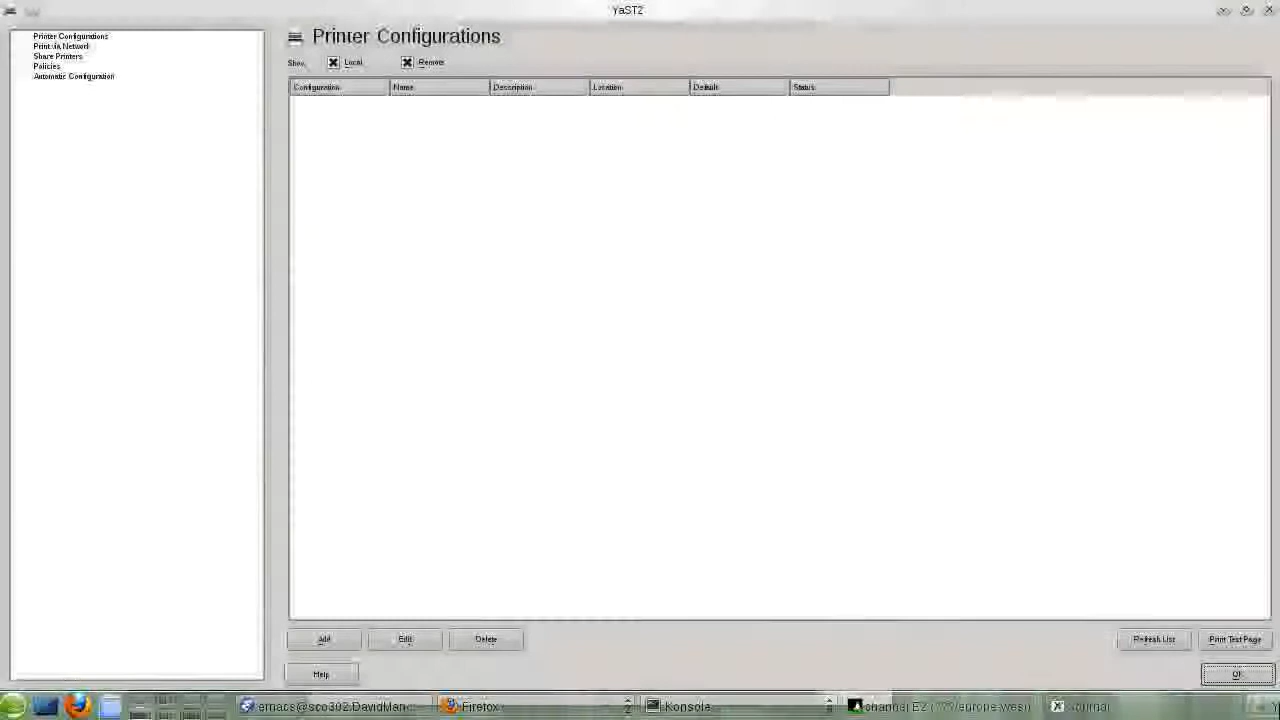 YaST2
Printer Configurations
Print via Network
Share Printers
Policies
Automatic Configuration
Printer Configurations
Show Local Remote
Configuration Name Description Location Default Status
Add Edit Delete Refresh List Print Test Page
Help OK
Firefox Konsole